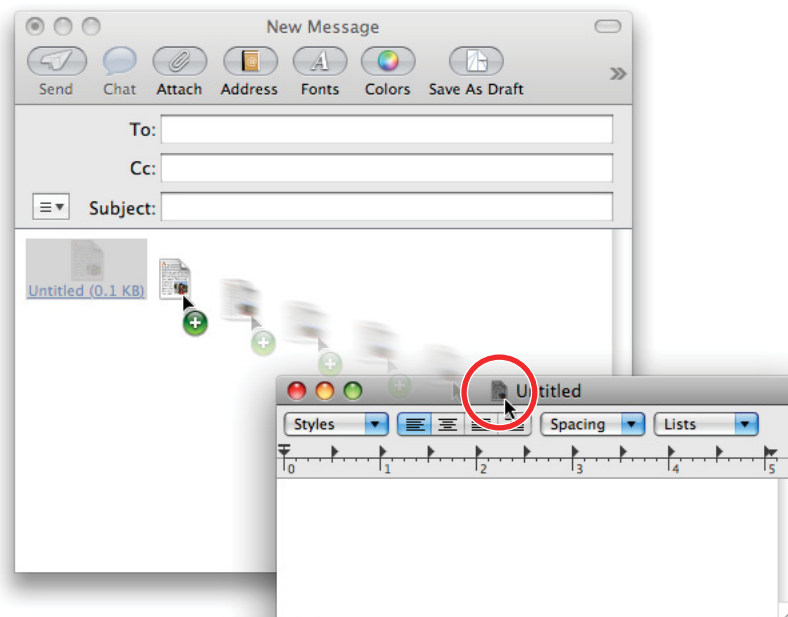 New Message
Send Chat Attach Address Fonts Colors Save As Draft
To:
Cc:
Subject:
Untitled (0.1 KB)
Untitled
Styles Spacing Lists
0 1 2 3 4 5